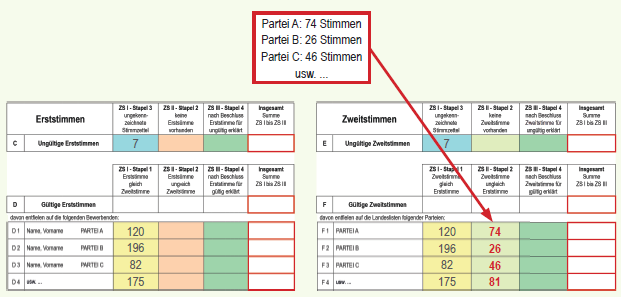 Partei A: 74 Stimmen
Partei B: 26 Stimmen
Partei C: 46 Stimmen
usw. ...
Erststimmen
ZS I - Stapel 3
ungekenn-
zeichnete
Stimmzettel
ZS II - Stapel 2
keine
Erststimme
vorhanden
ZS III - Stapel 4
nach Beschluss
Erststimme für
ungültig erklärt
Insgesamt
Summe
ZS I bis ZS III
C Ungültige Erststimmen 7
ZS I - Stapel 1
Erststimme
gleich
Zweitstimme
ZS II - Stapel 2
Erststimme
ungleich
Zweitstimme
ZS III - Stapel 4
nach Beschluss
Erststimme für
gültig erklärt
Insgesamt
Summe
ZS I bis ZS III
D Gültige Erststimmen
davon entfielen auf die folgenden Bewerbenden:
D 1 Name, Vorname PARTEI A 120
D 2 Name, Vorname PARTEI B 196
D 3 Name, Vorname PARTEI C 82
D 4 usw. ... 175
Zweitstimmen
ZS I - Stapel 3
ungekenn-
zeichnete
Stimmzettel
ZS II - Stapel 2
keine
Zweitstimme
vorhanden
ZS III - Stapel 4
nach Beschluss
Zweitstimme für
ungültig erklärt
Insgesamt
Summe
ZS I bis ZS III
E Ungültige Zweitstimmen 7
ZS I - Stapel 1
Zweitstimme
gleich
Erststimme
ZS II - Stapel 2
Zweitstimme
ungleich
Erststimme
ZS III - Stapel 4
nach Beschluss
Zweitstimme für
gültig erklärt
Insgesamt
Summe
ZS I bis ZS III
F Gültige Zweitstimmen
davon entfielen auf die Landeslisten folgender Parteien:
F 1 PARTEI A 120 74
F 2 PARTEI B 196 26
F 3 PARTEI C 82 46
F 4 usw. ... 175 81